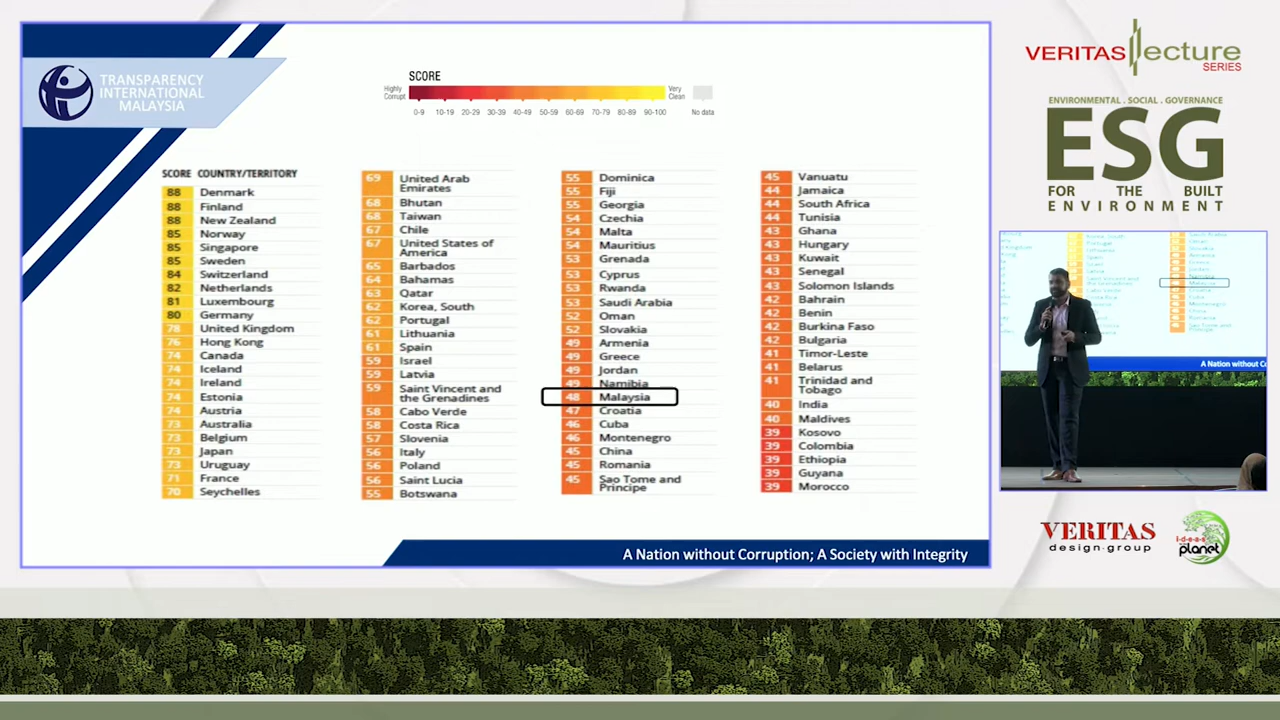 TRANSPARENCY
INTERNATIONAL
MALAYSIA
SCORE
Highly
Corrupt
Very
Clean
0-9 10-19 20-29 30-39 40-49 50-59 60-69 70-79 80-89 90-100 No data
SCORE COUNTRY/TERRITORY
88 Denmark
88 Finland
88 New Zealand
85 Norway
85 Singapore
85 Sweden
84 Switzerland
82 Netherlands
81 Luxembourg
80 Germany
78 United Kingdom
76 Hong Kong
74 Canada
74 Iceland
74 Ireland
74 Estonia
74 Austria
73 Australia
73 Belgium
73 Japan
73 Uruguay
71 France
70 Seychelles
69 United Arab
Emirates
68 Bhutan
68 Taiwan
67 Chile
67 United States of
America
65 Barbados
64 Bahamas
63 Qatar
62 Korea, South
62 Portugal
61 Lithuania
61 Spain
59 Israel
59 Latvia
59 Saint Vincent and
the Grenadines
58 Cabo Verde
58 Costa Rica
57 Slovenia
56 Italy
56 Poland
56 Saint Lucia
55 Botswana
55 Dominica
55 Fiji
55 Georgia
54 Czechia
54 Malta
54 Mauritius
53 Grenada
53 Cyprus
53 Rwanda
53 Saudi Arabia
52 Oman
52 Slovakia
49 Armenia
49 Greece
49 Jordan
49 Namibia
48 Malaysia
47 Croatia
46 Cuba
46 Montenegro
45 China
45 Romania
45 Sao Tome and
Principe
45 Vanuatu
44 Jamaica
44 South Africa
44 Tunisia
43 Ghana
43 Hungary
43 Kuwait
43 Senegal
43 Solomon Islands
42 Bahrain
42 Benin
42 Burkina Faso
42 Bulgaria
41 Timor-Leste
41 Belarus
41 Trinidad and
Tobago
40 India
40 Maldives
39 Kosovo
39 Colombia
39 Ethiopia
39 Guyana
39 Morocco
A Nation without Corruption; A Society with Integrity
VERITAS lecture
SERIES
ENVIRONMENTAL . SOCIAL . GOVERNANCE
ESG
FOR THE BUILT
ENVIRONMENT
A Nation without Co
VERITAS
design·group
ideas
planet